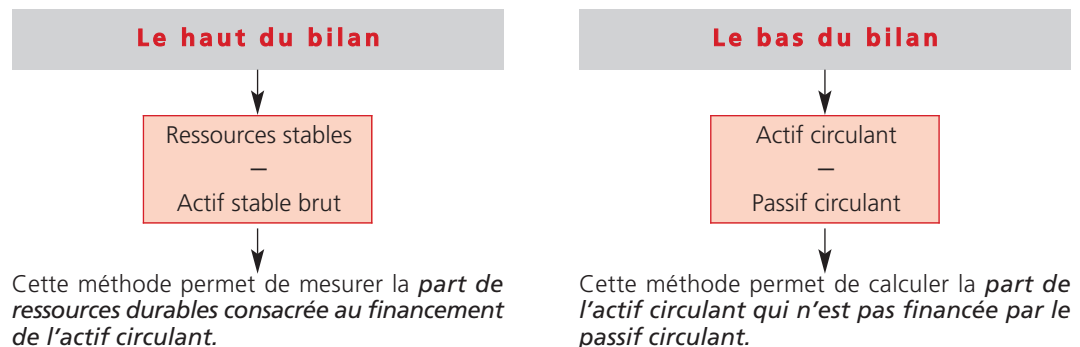 Le haut du bilan
Ressources stables
–
Actif stable brut
Cette méthode permet de mesurer la part de
ressources durables consacrée au financement
de l'actif circulant.
Le bas du bilan
Actif circulant
–
Passif circulant
Cette méthode permet de calculer la part de
l'actif circulant qui n'est pas financée par le
passif circulant.